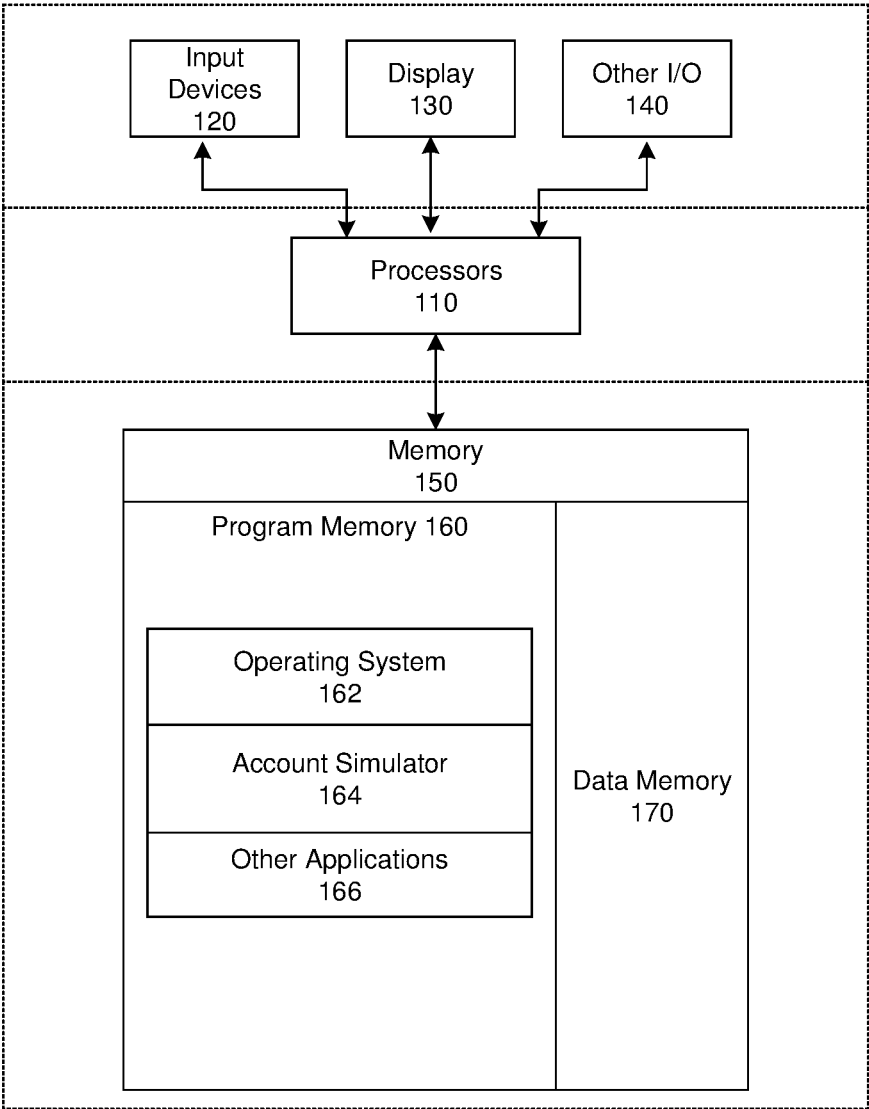 Input
Devices
120
Display
130
Other I/O
140
Processors
110
Memory
150
Program Memory 160
Operating System
162
Account Simulator
164
Other Applications
166
Data Memory
170